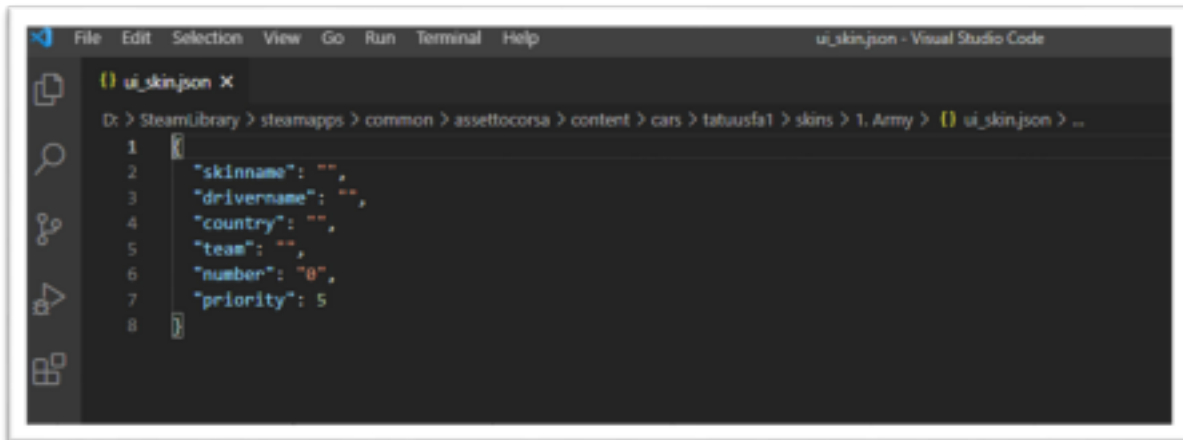 File Edit Selection View Go Run Terminal Help ui_skin.json - Visual Studio Code
{} ui_skin.json ×
D: > SteamLibrary > steamapps > common > assettocorsa > content > cars > tatuusfa1 > skins > 1. Army > {} ui_skin.json > ...
1 {
2 "skinname": "",
3 "drivername": "",
4 "country": "",
5 "team": "",
6 "number": "0",
7 "priority": 5
8 }